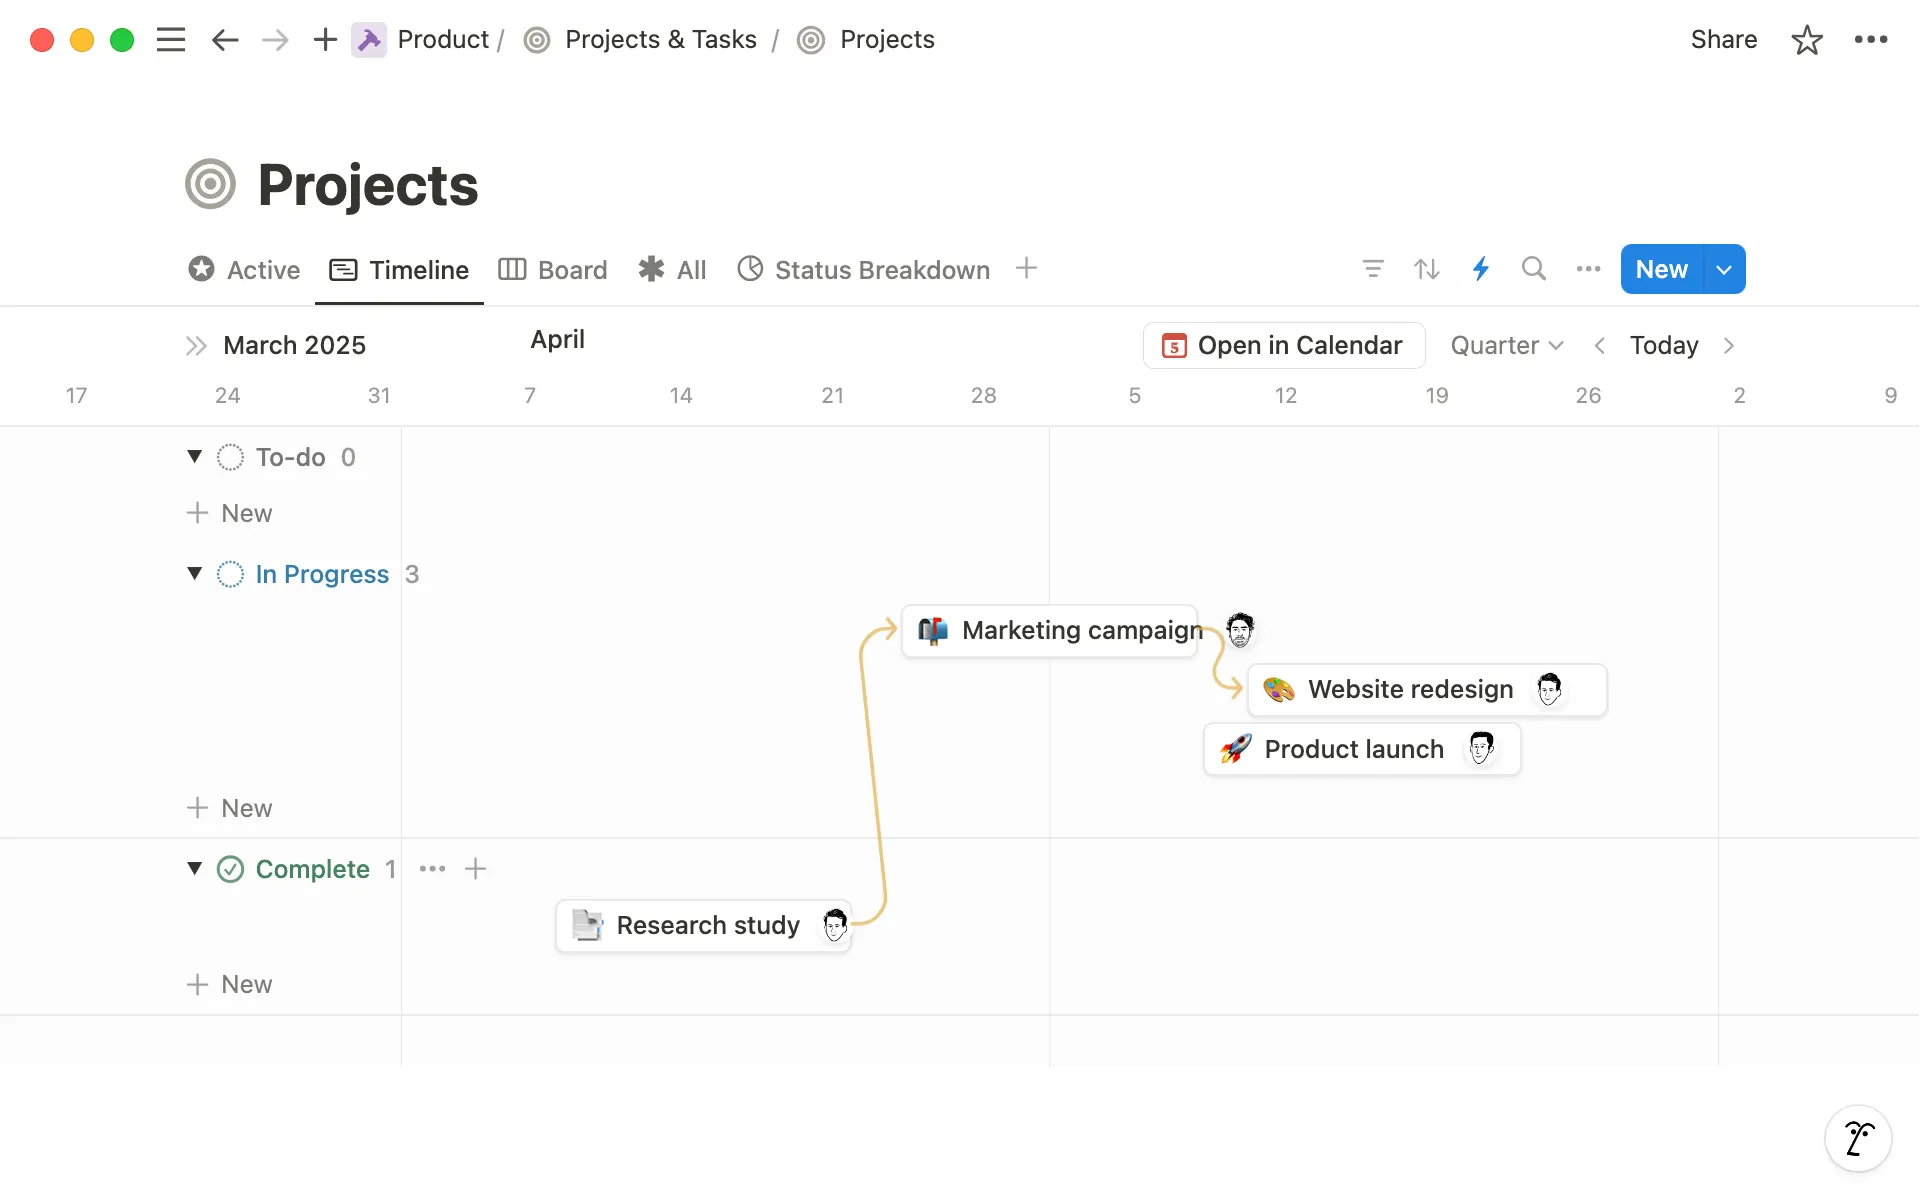 Product / Projects & Tasks / Projects
Share
Projects
Active Timeline Board All Status Breakdown
New
March 2025 April
5 Open in Calendar Quarter Today
17 24 31 7 14 21 28 5 12 19 26 2 9
To-do 0
New
In Progress 3
Marketing campaign
Website redesign
Product launch
New
Complete 1
Research study
New